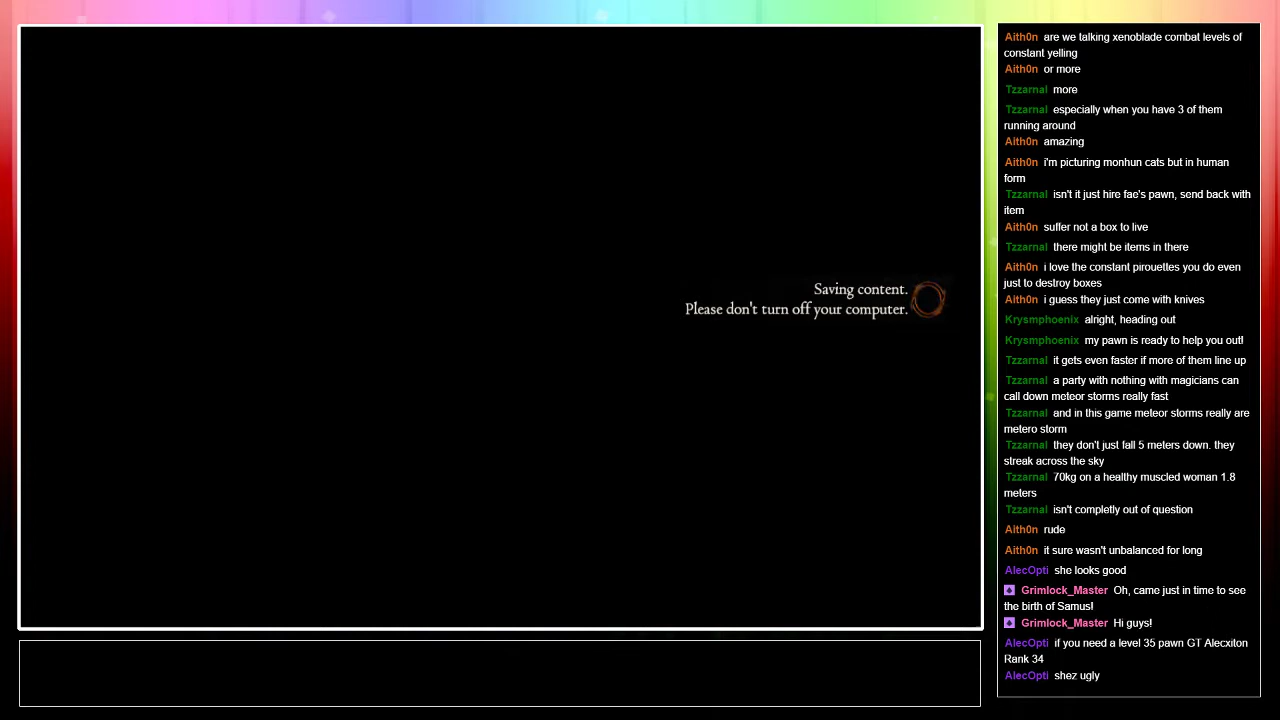 Saving content.
Please don't turn off your computer.
Aith0n are we talking xenoblade combat levels of
constant yelling
Aith0n or more
Tzzarnal more
Tzzarnal especially when you have 3 of them
running around
Aith0n amazing
Aith0n i'm picturing monhun cats but in human
form
Tzzarnal isn't it just hire fae's pawn, send back with
item
Aith0n suffer not a box to live
Tzzarnal there might be items in there
Aith0n i love the constant pirouettes you do even
just to destroy boxes
Aith0n i guess they just come with knives
Krysmphoenix alright, heading out
Krysmphoenix my pawn is ready to help you out!
Tzzarnal it gets even faster if more of them line up
Tzzarnal a party with nothing with magicians can
call down meteor storms really fast
Tzzarnal and in this game meteor storms really are
metero storm
Tzzarnal they don't just fall 5 meters down. they
streak across the sky
Tzzarnal 70kg on a healthy muscled woman 1.8
meters
Tzzarnal isn't completly out of question
Aith0n rude
Aith0n it sure wasn't unbalanced for long
AlecOpti she looks good
Grimlock_Master Oh, came just in time to see
the birth of Samus!
Grimlock_Master Hi guys!
AlecOpti if you need a level 35 pawn GT Alecxiton
Rank 34
AlecOpti shez ugly